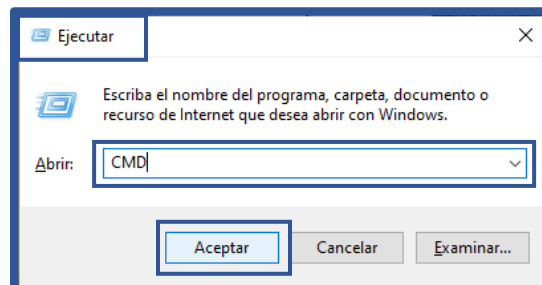 Ejecutar
Escriba el nombre del programa, carpeta, documento o
recurso de Internet que desea abrir con Windows.
Abrir:
CMD
Aceptar
Cancelar
Examinar...